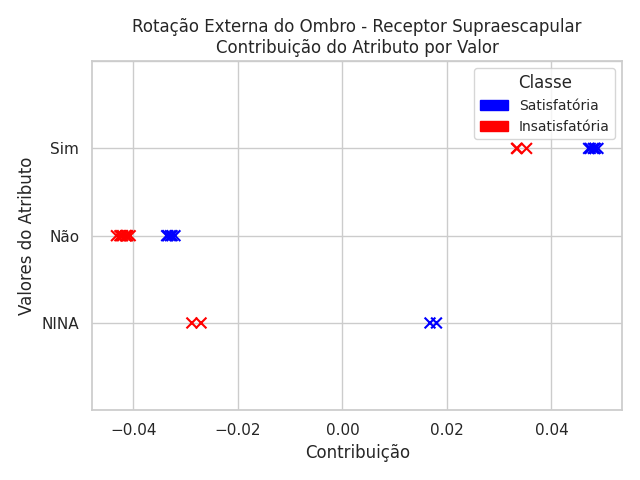 Rotação Externa do Ombro - Receptor Supraescapular
Contribuição do Atributo por Valor
Classe
Satisfatória
Insatisfatória
Valores do Atributo
Sim
Não
NINA
−0.04
−0.02
0.00
0.02
0.04
Contribuição